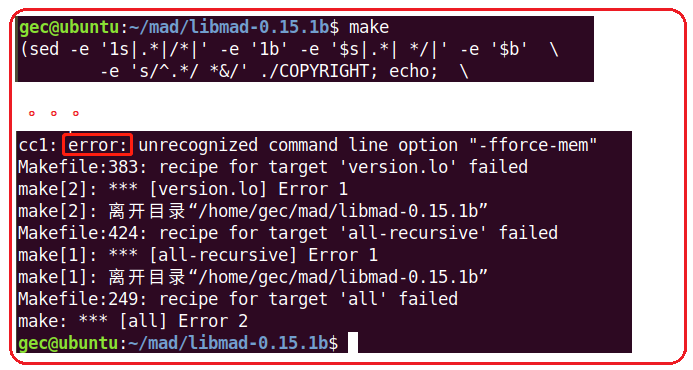 gec@ubuntu:~/mad/libmad-0.15.1b$ make
(sed -e '1s|.*|/*|' -e '1b' -e '$s|.*| */|' -e '$b'  \
        -e 's/^.*/ *&/' ./COPYRIGHT; echo;  \
。。。
cc1: error: unrecognized command line option "-fforce-mem"
Makefile:383: recipe for target 'version.lo' failed
make[2]: *** [version.lo] Error 1
make[2]: 离开目录“/home/gec/mad/libmad-0.15.1b”
Makefile:424: recipe for target 'all-recursive' failed
make[1]: *** [all-recursive] Error 1
make[1]: 离开目录“/home/gec/mad/libmad-0.15.1b”
Makefile:249: recipe for target 'all' failed
make: *** [all] Error 2
gec@ubuntu:~/mad/libmad-0.15.1b$